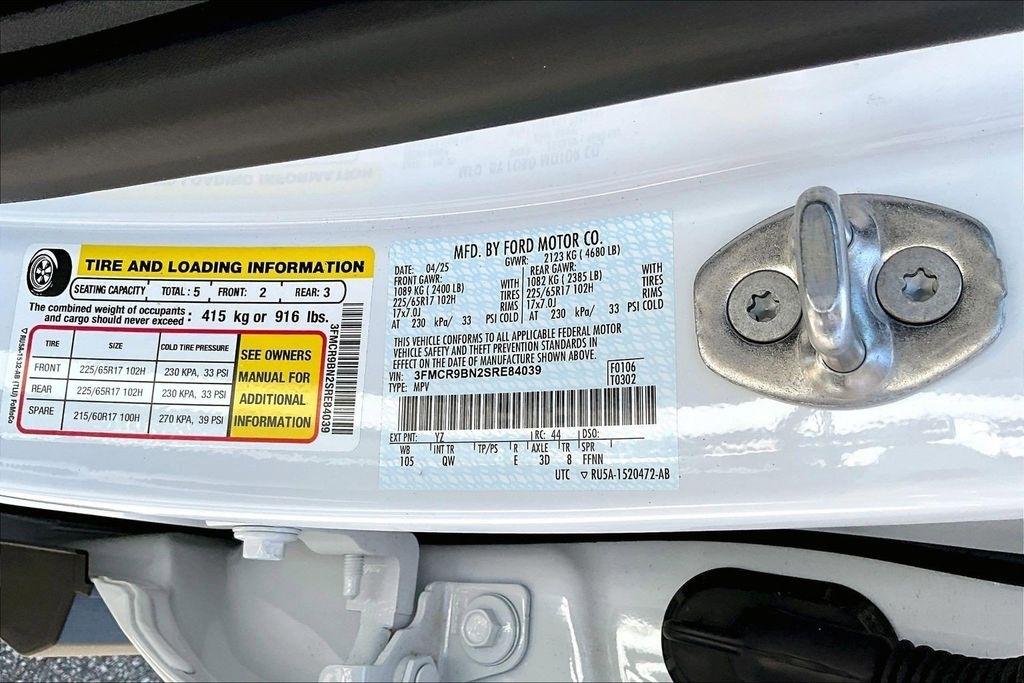 TIRE AND LOADING INFORMATION
SEATING CAPACITY TOTAL : 5 FRONT: 2 REAR: 3
The combined weight of occupants and cargo should never exceed : 415 kg or 916 lbs.
TIRE SIZE COLD TIRE PRESSURE
FRONT 225/65R17 102H 230 KPA, 33 PSI
REAR 225/65R17 102H 230 KPA, 33 PSI
SPARE 215/60R17 100H 270 KPA, 39 PSI
SEE OWNERS
MANUAL FOR
ADDITIONAL
INFORMATION
3FMCR9BN2SRE84039
▽RU5A-1532-AB (TLI) FoMoCo
MFD. BY FORD MOTOR CO.
DATE: 04/25 GVWR: 2123 KG ( 4680 LB)
FRONT GAWR: REAR GAWR:
1089 KG ( 2400 LB) WITH 1082 KG ( 2385 LB) WITH
225/65R17 102H TIRES 225/65R17 102H TIRES
17x7.0J RIMS 17x7.0J RIMS
AT 230 kPa/ 33 PSI COLD AT 230 kPa/ 33 PSI COLD
THIS VEHICLE CONFORMS TO ALL APPLICABLE FEDERAL MOTOR
VEHICLE SAFETY AND THEFT PREVENTION STANDARDS IN
EFFECT ON THE DATE OF MANUFACTURE SHOWN ABOVE.
VIN: 3FMCR9BN2SRE84039 F0106
TYPE: MPV T0302
EXT PNT: YZ RC: 44 DSO:
WB INT TR TP/PS R AXLE TR SPR
105 QW E 3D 8 FFNN
UTC ▽ RU5A-1520472-AB